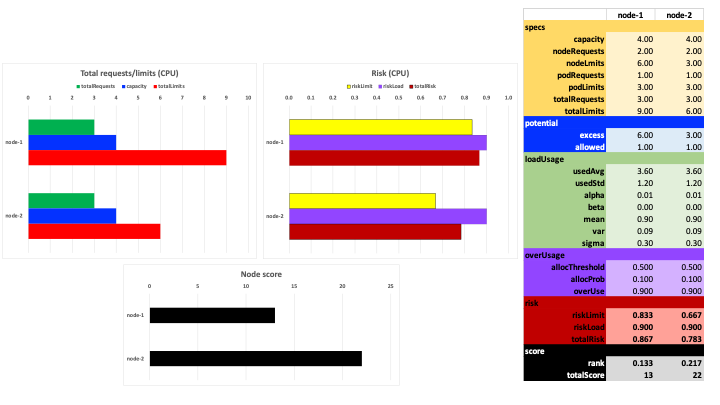 Total requests/limits (CPU)
totalRequests capacity totalLimits
0 1 2 3 4 5 6 7 8 9 10
node-1
node-2
Risk (CPU)
riskLimit riskLoad totalRisk
0.0 0.1 0.2 0.3 0.4 0.5 0.6 0.7 0.8 0.9 1.0
node-1
node-2
Node score
0 5 10 15 20 25
node-1
node-2
node-1 node-2
specs
capacity 4.00 4.00
nodeRequests 2.00 2.00
nodeLmits 6.00 3.00
podRequests 1.00 1.00
podLimits 3.00 3.00
totalRequests 3.00 3.00
totalLimits 9.00 6.00
potential
excess 6.00 3.00
allowed 1.00 1.00
loadUsage
usedAvg 3.60 3.60
usedStd 1.20 1.20
alpha 0.01 0.01
beta 0.00 0.00
mean 0.90 0.90
var 0.09 0.09
sigma 0.30 0.30
overUsage
allocThreshold 0.500 0.500
allocProb 0.100 0.100
overUse 0.900 0.900
risk
riskLimit 0.833 0.667
riskLoad 0.900 0.900
totalRisk 0.867 0.783
score
rank 0.133 0.217
totalScore 13 22